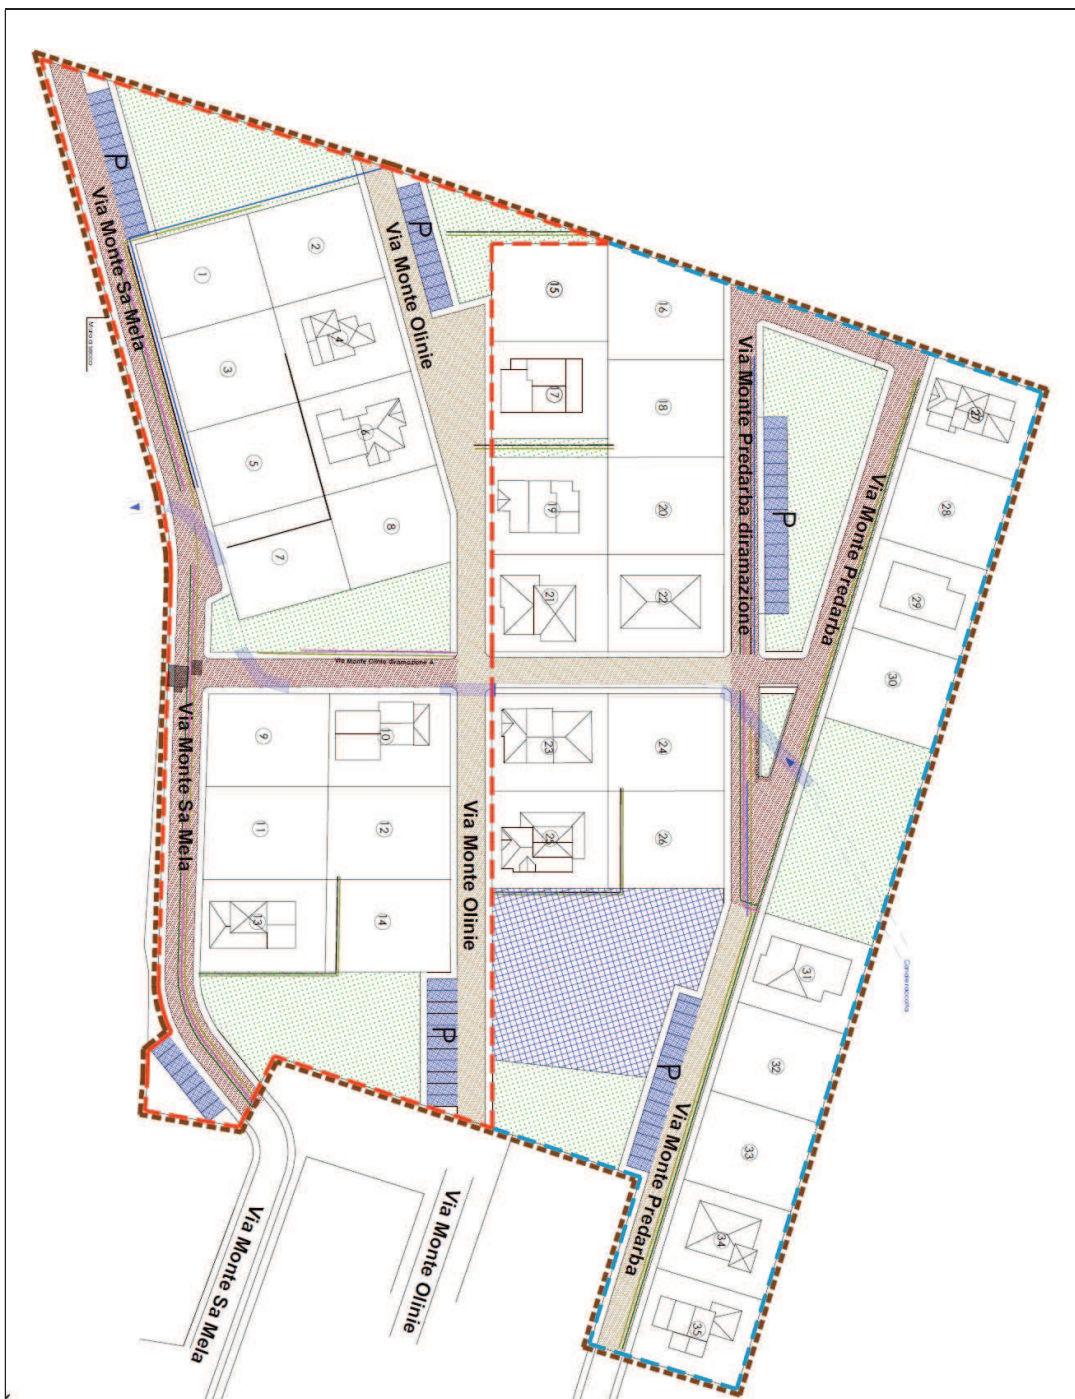 P
Via Monte Sa Mela
1
2
3
4
5
6
7
8
Via Monte Olinie
P
15
16
17
18
19
20
21
22
Via Monte Predarba diramazione
P
Via Monte Predarba
27
28
29
30
Muro a secco
Via Monte Olinie diramazione A
Via Monte Sa Mela
9
10
11
12
13
14
Via Monte Olinie
P
23
24
25
26
P
Via Monte Predarba
31
32
33
34
35
Via Monte Sa Mela
Via Monte Olinie